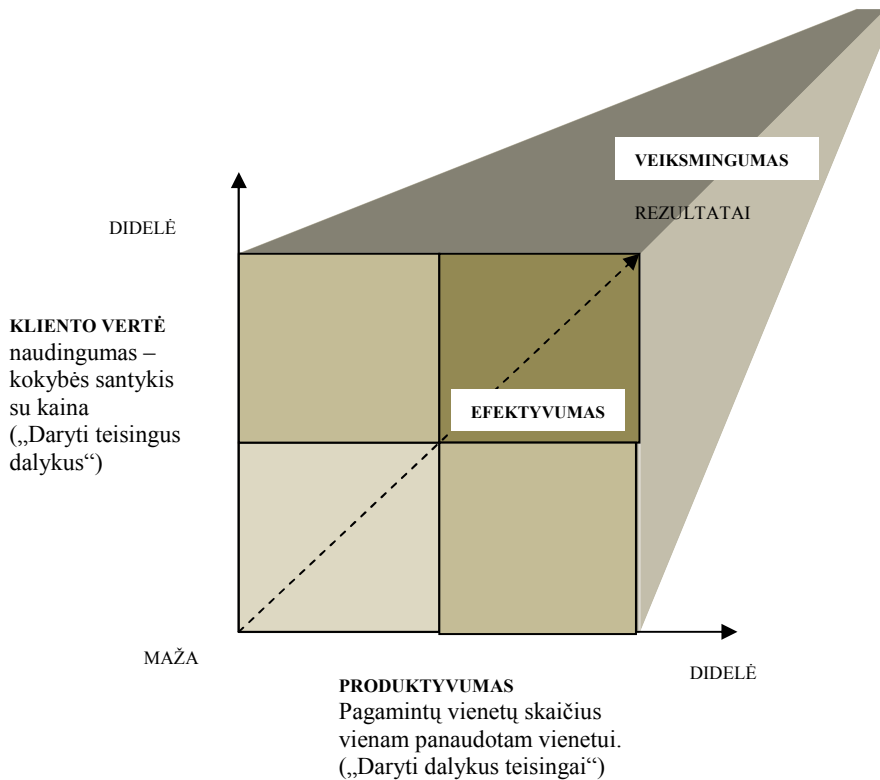 VEIKSMINGUMAS
REZULTATAI
DIDELĖ
KLIENTO VERTĖ
naudingumas –
kokybės santykis
su kaina
(„Daryti teisingus
dalykus“)
EFEKTYVUMAS
MAŽA
DIDELĖ
PRODUKTYVUMAS
Pagamintų vienetų skaičius
vienam panaudotam vienetui.
(„Daryti dalykus teisingai“)